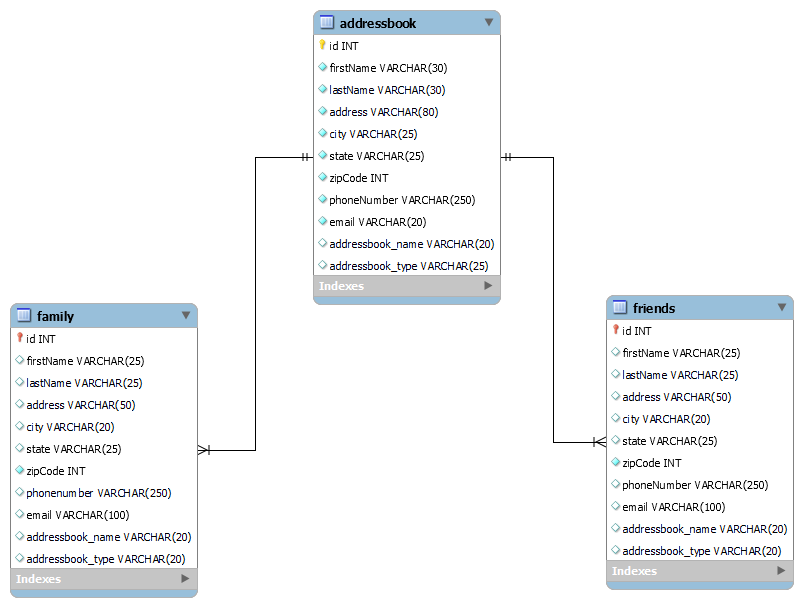 addressbook
id INT
firstName VARCHAR(30)
lastName VARCHAR(30)
address VARCHAR(80)
city VARCHAR(25)
state VARCHAR(25)
zipCode INT
phoneNumber VARCHAR(250)
email VARCHAR(20)
addressbook_name VARCHAR(20)
addressbook_type VARCHAR(25)
Indexes
family
id INT
firstName VARCHAR(25)
lastName VARCHAR(25)
address VARCHAR(50)
city VARCHAR(20)
state VARCHAR(25)
zipCode INT
phonenumber VARCHAR(250)
email VARCHAR(100)
addressbook_name VARCHAR(20)
addressbook_type VARCHAR(20)
Indexes
friends
id INT
firstName VARCHAR(25)
lastName VARCHAR(25)
address VARCHAR(50)
city VARCHAR(20)
state VARCHAR(25)
zipCode INT
phoneNumber VARCHAR(250)
email VARCHAR(100)
addressbook_name VARCHAR(20)
addressbook_type VARCHAR(20)
Indexes